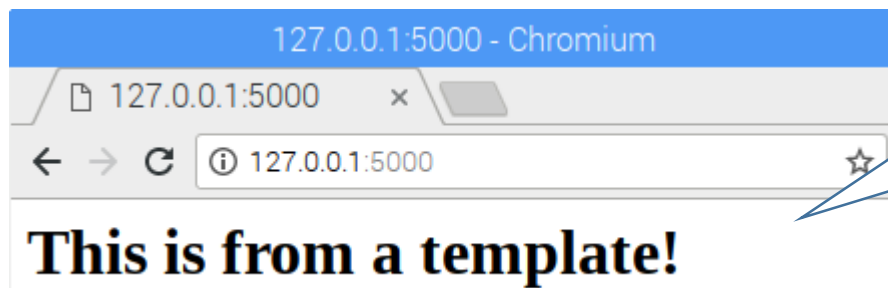 127.0.0.1:5000 - Chromium
127.0.0.1:5000 ×
127.0.0.1:5000
This is from a template!